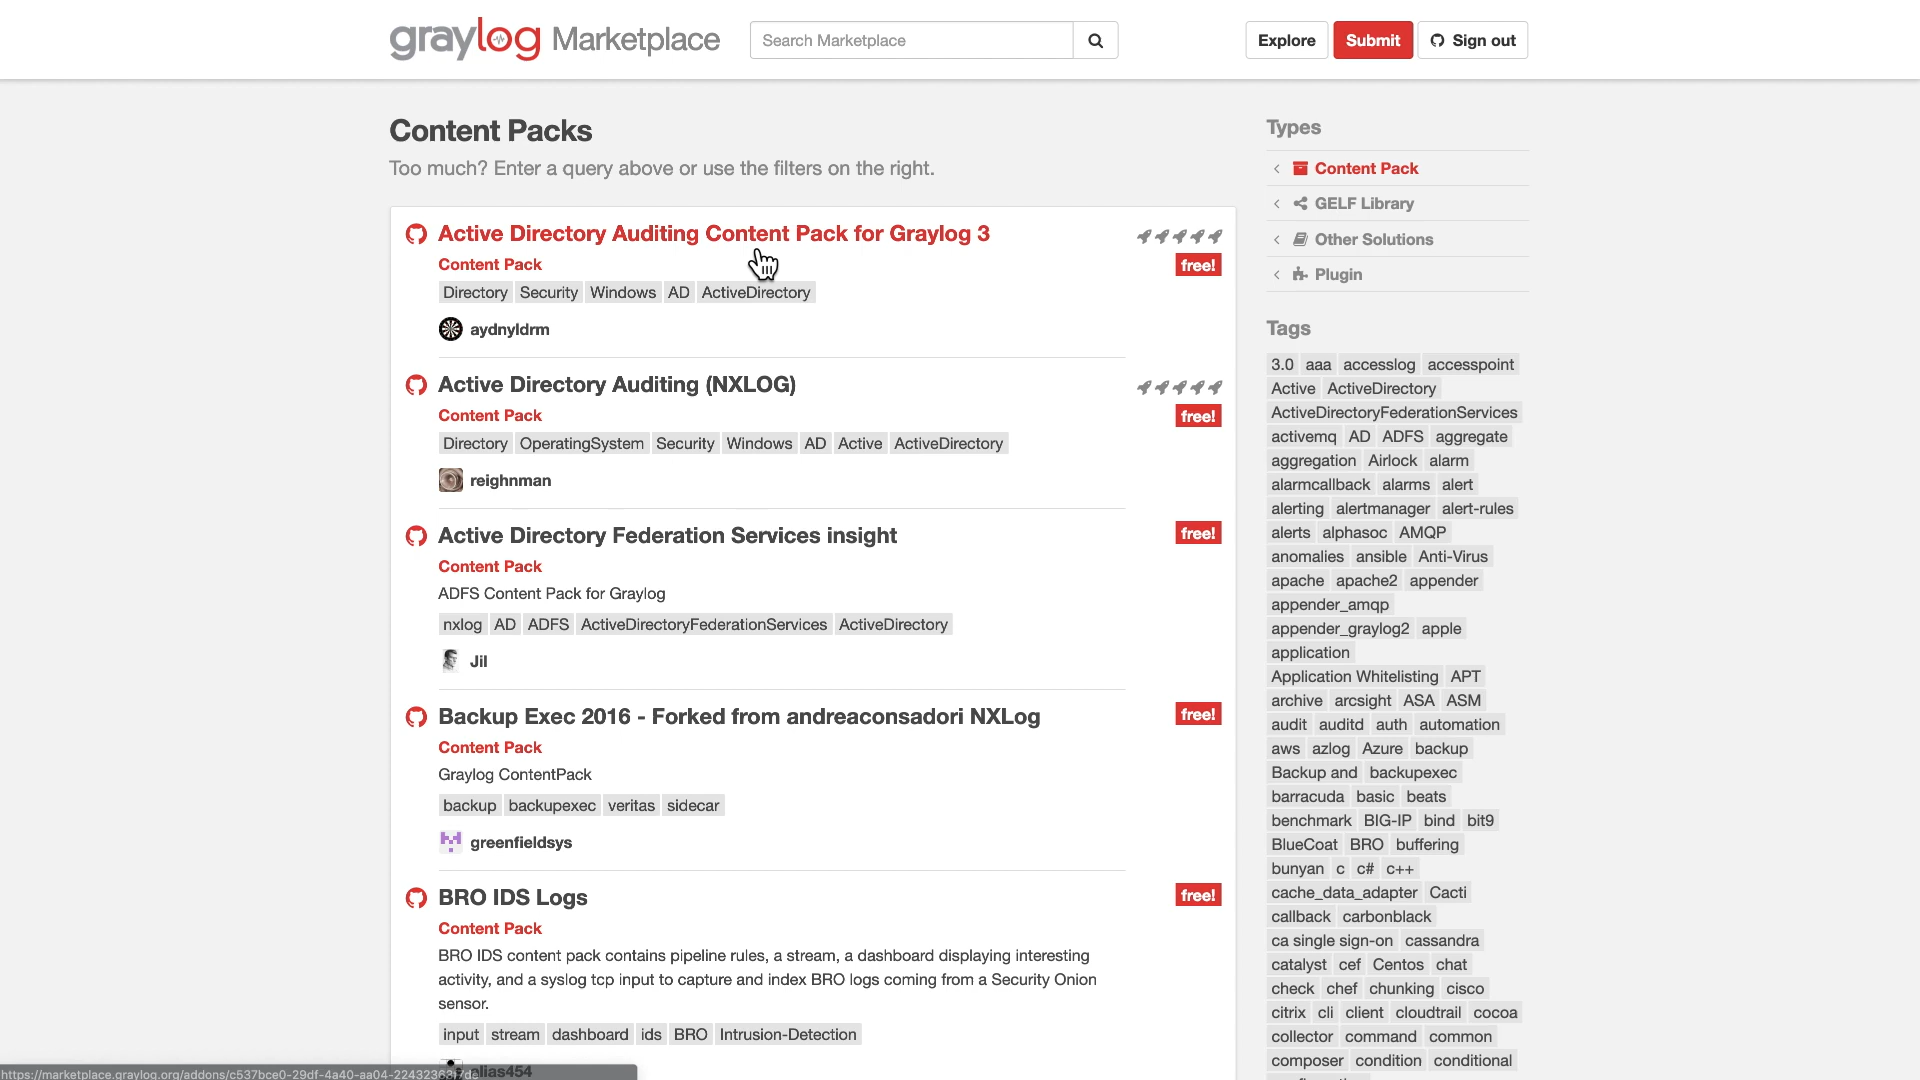 graylog Marketplace
Search Marketplace
Explore
Submit
Sign out
Content Packs
Too much? Enter a query above or use the filters on the right.
Active Directory Auditing Content Pack for Graylog 3
Content Pack
free!
Directory Security Windows AD ActiveDirectory
aydnyldrm
Active Directory Auditing (NXLOG)
Content Pack
free!
Directory OperatingSystem Security Windows AD Active ActiveDirectory
reighnman
Active Directory Federation Services insight
free!
Content Pack
ADFS Content Pack for Graylog
nxlog AD ADFS ActiveDirectoryFederationServices ActiveDirectory
Jil
Backup Exec 2016 - Forked from andreaconsadori NXLog
free!
Content Pack
Graylog ContentPack
backup backupexec veritas sidecar
greenfieldsys
BRO IDS Logs
free!
Content Pack
BRO IDS content pack contains pipeline rules, a stream, a dashboard displaying interesting
activity, and a syslog tcp input to capture and index BRO logs coming from a Security Onion
sensor.
input stream dashboard ids BRO Intrusion-Detection
alias454
Types
Content Pack
GELF Library
Other Solutions
Plugin
Tags
3.0 aaa accesslog accesspoint
Active ActiveDirectory
ActiveDirectoryFederationServices
activemq AD ADFS aggregate
aggregation Airlock alarm
alarmcallback alarms alert
alerting alertmanager alert-rules
alerts alphasoc AMQP
anomalies ansible Anti-Virus
apache apache2 appender
appender_amqp
appender_graylog2 apple
application
Application Whitelisting APT
archive arcsight ASA ASM
audit auditd auth automation
aws azlog Azure backup
Backup and backupexec
barracuda basic beats
benchmark BIG-IP bind bit9
BlueCoat BRO buffering
bunyan c c# c++
cache_data_adapter Cacti
callback carbonblack
ca single sign-on cassandra
catalyst cef Centos chat
check chef chunking cisco
citrix cli client cloudtrail cocoa
collector command common
composer condition conditional